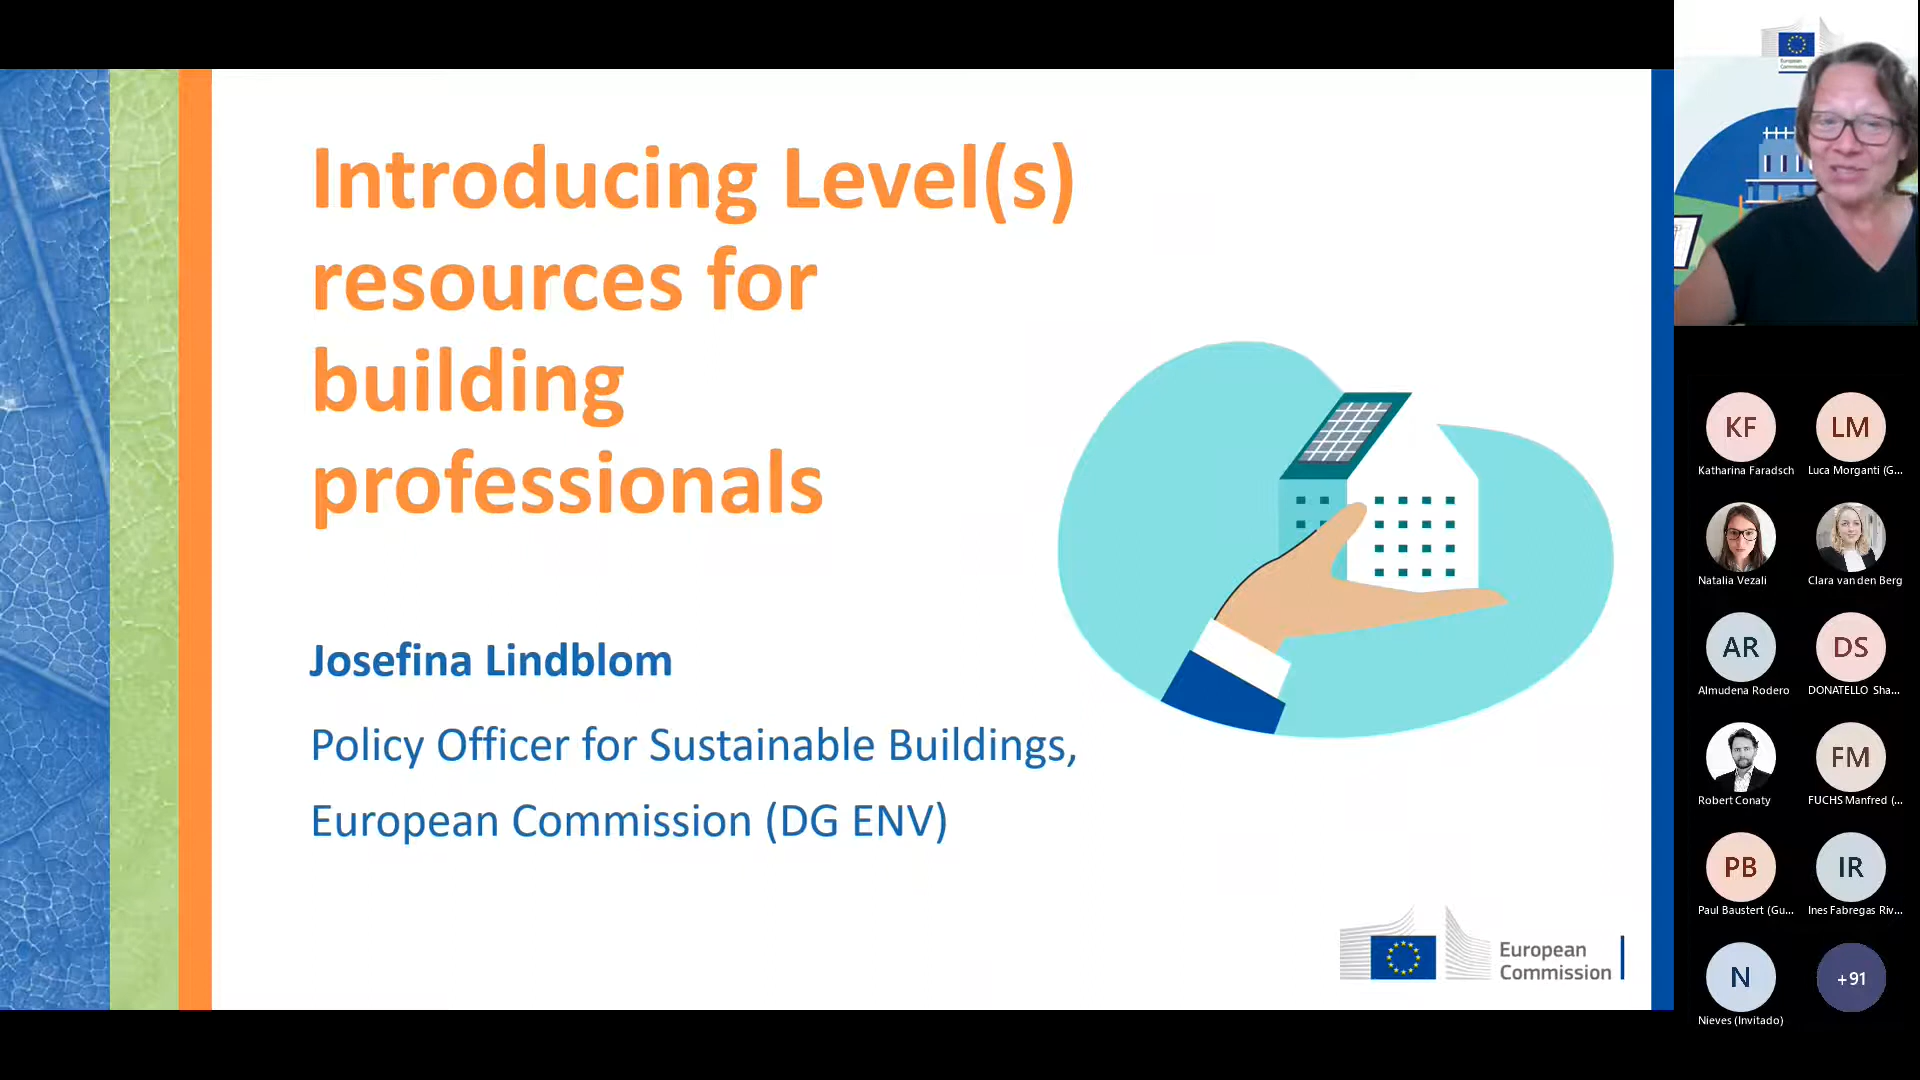 Introducing Level(s)
resources for
building
professionals
Josefina Lindblom
Policy Officer for Sustainable Buildings,
European Commission (DG ENV)
European
Commission
European
Commission
KF
Katharina Faradsch
LM
Luca Morganti (G...
Natalia Vezali
Clara van den Berg
AR
Almudena Rodero
DS
DONATELLO Sha...
Robert Conaty
FM
FUCHS Manfred (...
PB
Paul Baustert (Gu...
IR
Ines Fabregas Riv...
N
Nieves (Invitado)
+91